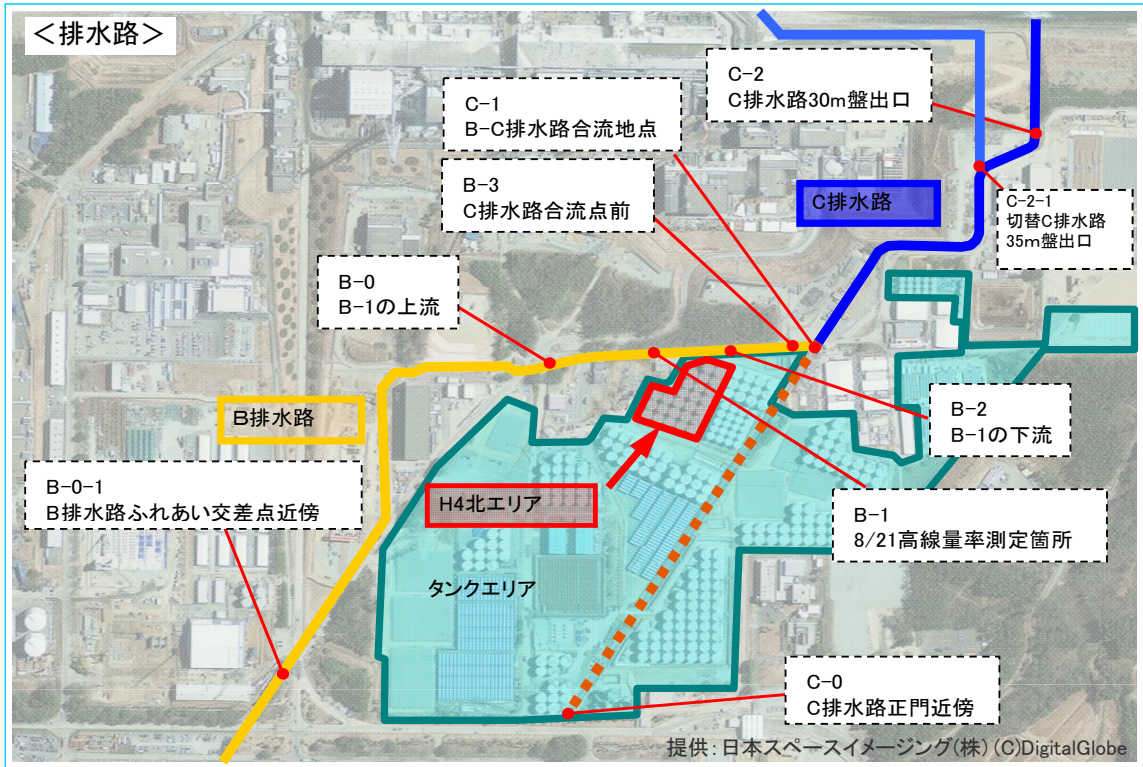 ＜排水路＞
C-2
C排水路30m盤出口
C-1
B-C排水路合流地点
B-3
C排水路合流点前
C排水路
C-2-1
切替C排水路
35m盤出口
B-0
B-1の上流
B排水路
B-2
B-1の下流
B-0-1
B排水路ふれあい交差点近傍
H4北エリア
B-1
8/21高線量率測定箇所
タンクエリア
C-0
C排水路正門近傍
提供：日本スペースイメージング(株) (C)DigitalGlobe